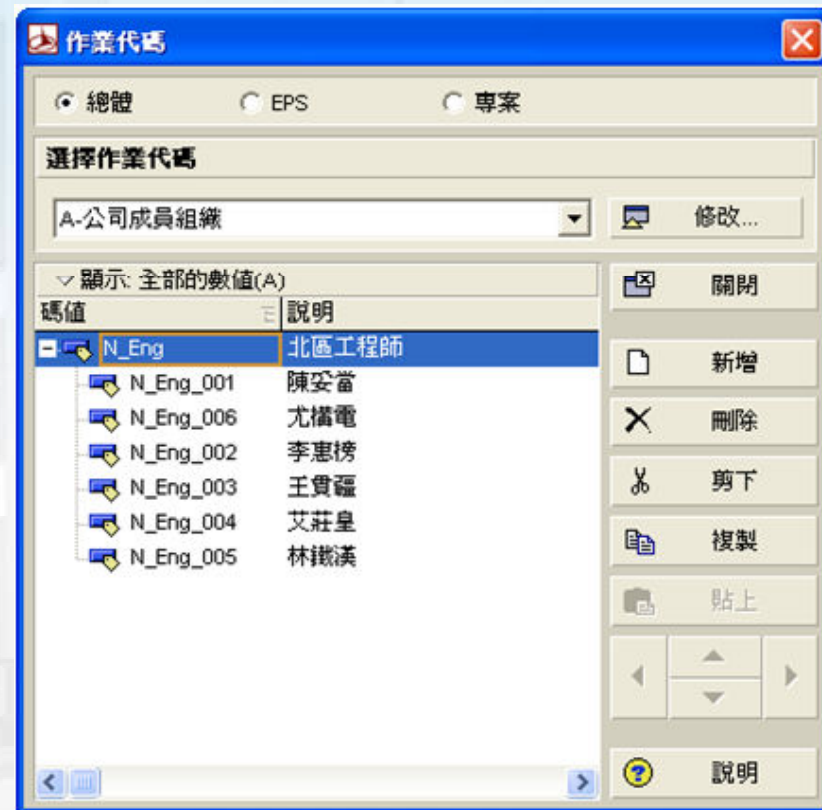 作業代碼
總體 EPS 專案
選擇作業代碼
A-公司成員組織
修改...
顯示: 全部的數值(A)
碼值 說明
N_Eng 北區工程師
N_Eng_001 陳妥當
N_Eng_006 尤構電
N_Eng_002 李惠榜
N_Eng_003 王貫疆
N_Eng_004 艾莊皇
N_Eng_005 林鐵漢
關閉
新增
刪除
剪下
複製
貼上
說明